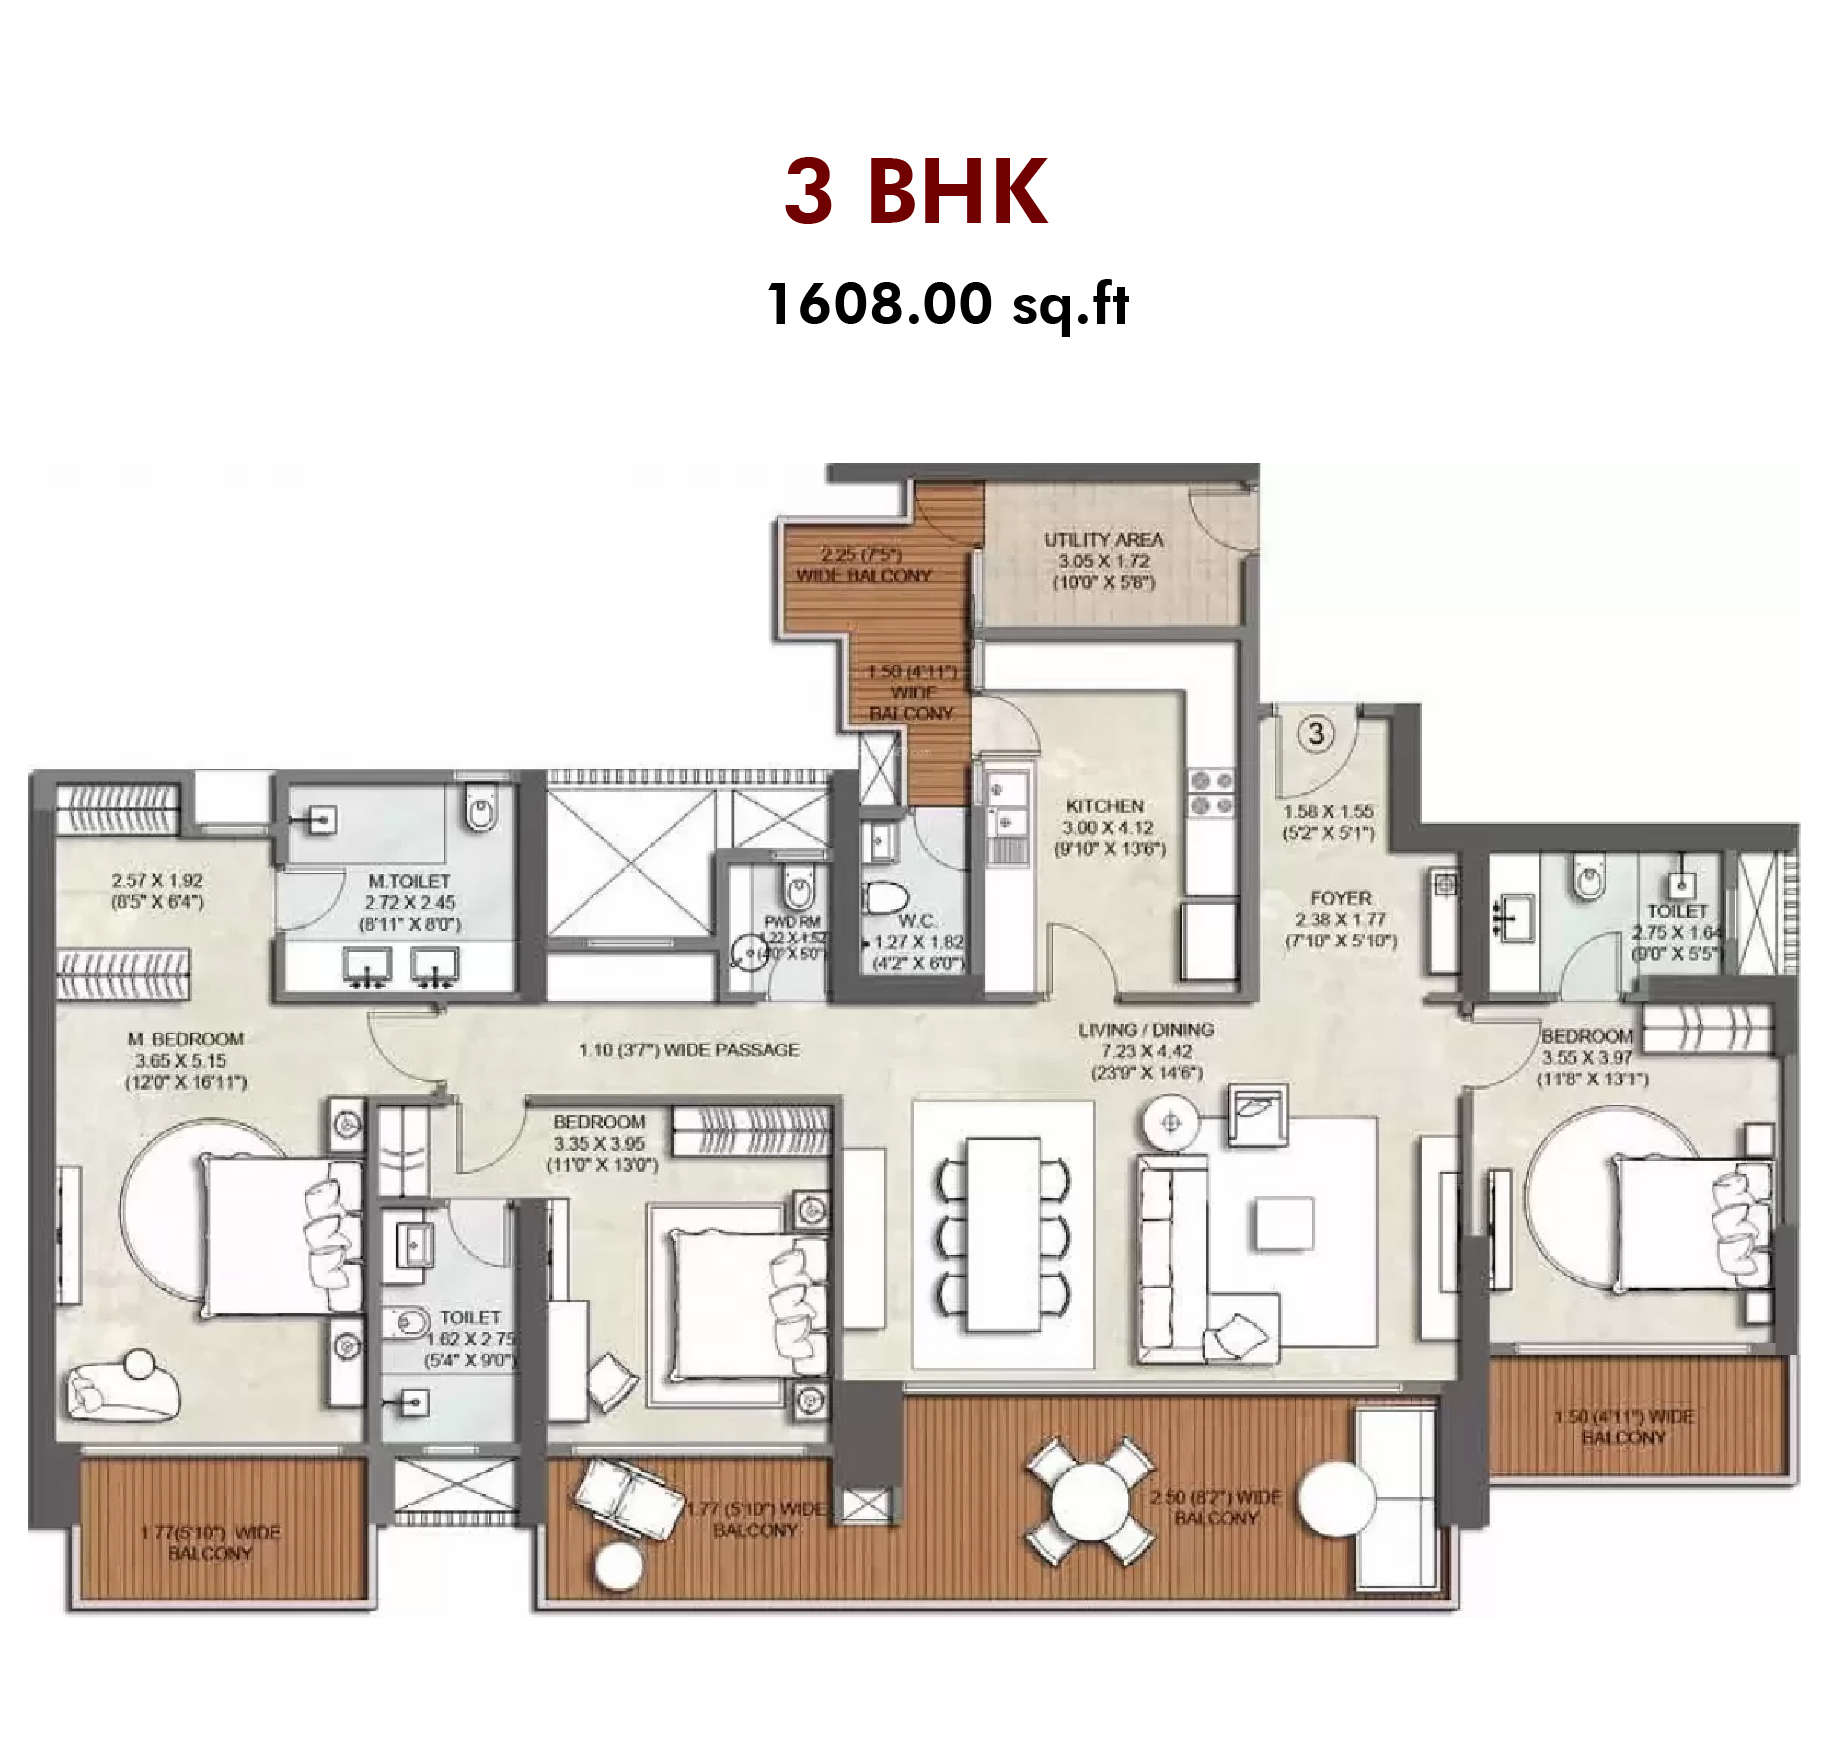 3 BHK
1608.00 sq.ft
UTILITY AREA
3.05 X 1.72
(10'0" X 5'8")
2.25 (7'5")
WIDE BALCONY
1.50 (4'11")
WIDE
BALCONY
3
KITCHEN
3.00 X 4.12
(9'10" X 13'6")
1.58 X 1.55
(5'2" X 5'1")
2.57 X 1.92
(8'5" X 6'4")
M.TOILET
2.72 X 2.45
(8'11" X 8'0")
PWD RM
1.22 X 1.52
(4'0" X 5'0")
W.C.
1.27 X 1.82
(4'2" X 6'0")
FOYER
2.38 X 1.77
(7'10" X 5'10")
TOILET
2.75 X 1.64
(9'0" X 5'5")
M. BEDROOM
3.65 X 5.15
(12'0" X 16'11")
1.10 (3'7") WIDE PASSAGE
LIVING / DINING
7.23 X 4.42
(23'9" X 14'6")
BEDROOM
3.55 X 3.97
(11'8" X 13'1")
BEDROOM
3.35 X 3.95
(11'0" X 13'0")
TOILET
1.62 X 2.75
(5'4" X 9'0")
1.50 (4'11") WIDE
BALCONY
1.77(5'10") WIDE
BALCONY
1.77 (5'10") WIDE
BALCONY
2.50 (8'2") WIDE
BALCONY